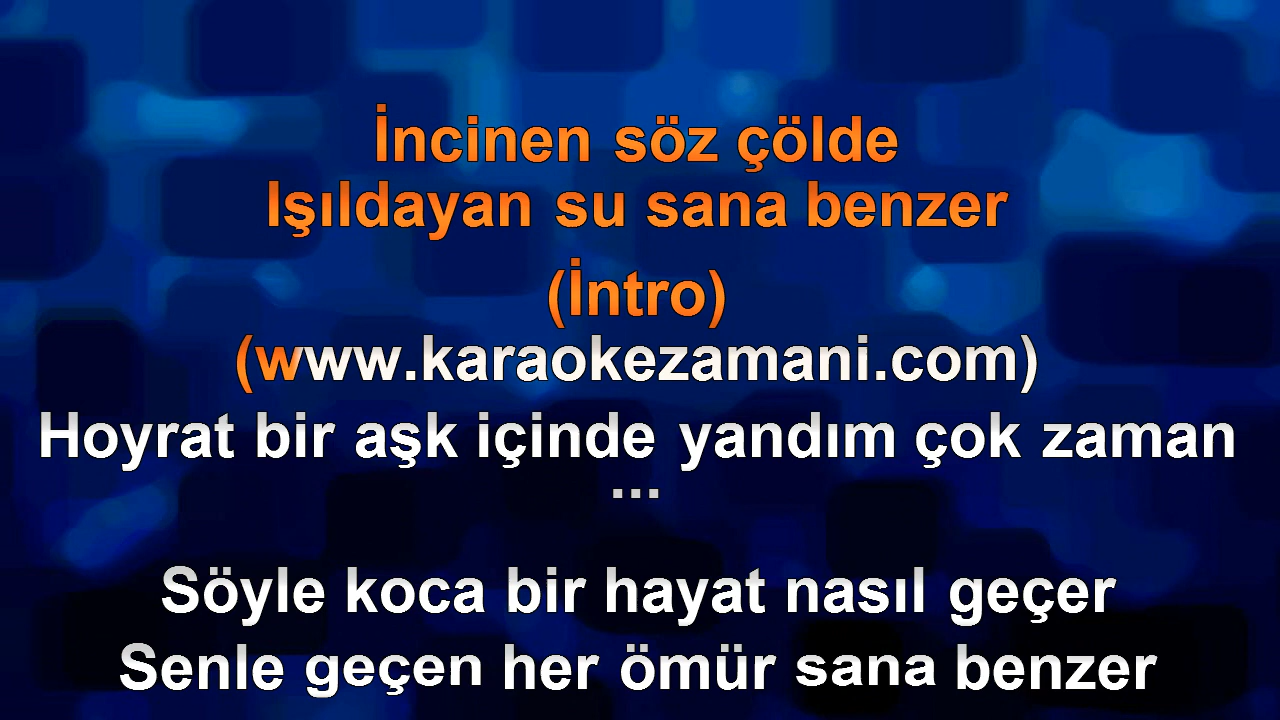 İncinen söz çölde
Işıldayan su sana benzer
(İntro)
(www.karaokezamani.com)
Hoyrat bir aşk içinde yandım çok zaman
...
Söyle koca bir hayat nasıl geçer
Senle geçen her ömür sana benzer